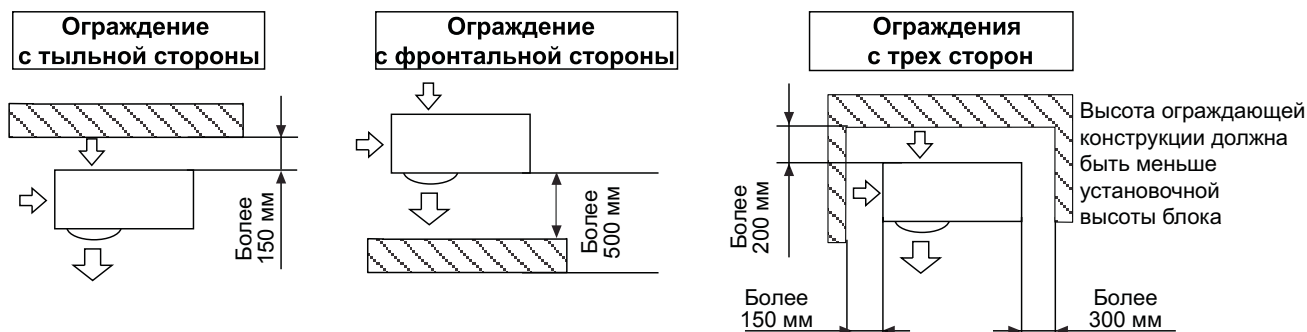 Ограждение
с тыльной стороны
Более
150 мм
Ограждение
с фронтальной стороны
Более
500 мм
Ограждения
с трех сторон
Высота ограждающей
конструкции должна
быть меньше
установочной
высоты блока
Более
200 мм
Более
150 мм
Более
300 мм